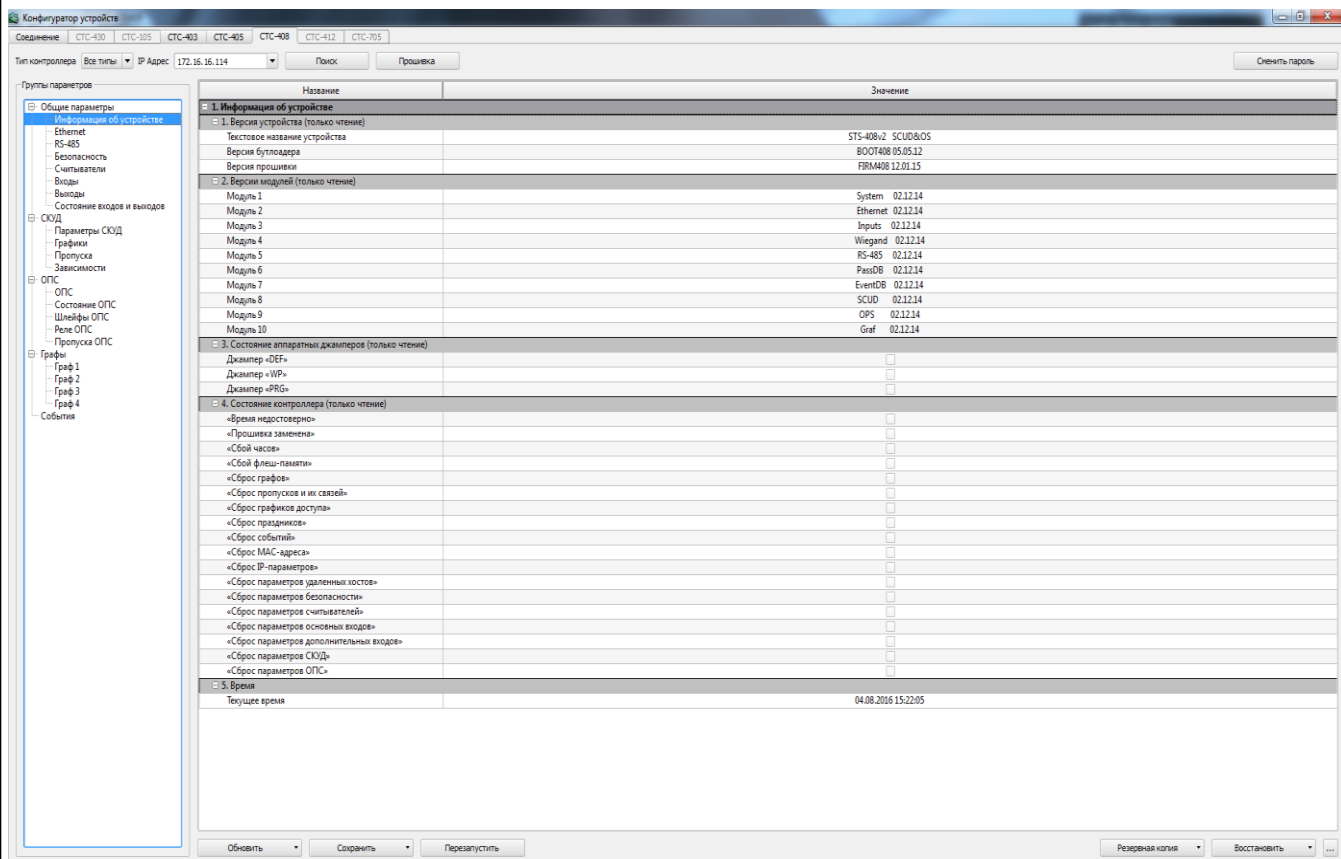 Конфигуратор устройств
Соединение СТС-430 СТС-105 СТС-403 СТС-405 СТС-408 СТС-412 СТС-705
Тип контроллера Все типы IP Адрес 172.16.16.114 Поиск Прошивка Сменить пароль
Группы параметров
Общие параметры
Информация об устройстве
Ethernet
RS-485
Безопасность
Считыватели
Входы
Выходы
Состояние входов и выходов
СКУД
Параметры СКУД
Графики
Пропуска
Зависимости
ОПС
ОПС
Состояние ОПС
Шлейфы ОПС
Реле ОПС
Пропуска ОПС
Графы
Граф 1
Граф 2
Граф 3
Граф 4
События
Название Значение
1. Информация об устройстве
1. Версия устройства (только чтение)
Текстовое название устройства STS-408v2 SCUD&OS
Версия бутлоадера BOOT408 05.05.12
Версия прошивки FIRM408 12.01.15
2. Версии модулей (только чтение)
Модуль 1 System 02.12.14
Модуль 2 Ethernet 02.12.14
Модуль 3 Inputs 02.12.14
Модуль 4 Wiegand 02.12.14
Модуль 5 RS-485 02.12.14
Модуль 6 PassDB 02.12.14
Модуль 7 EventDB 02.12.14
Модуль 8 SCUD 02.12.14
Модуль 9 OPS 02.12.14
Модуль 10 Graf 02.12.14
3. Состояние аппаратных джамперов (только чтение)
Джампер «DEF»
Джампер «WP»
Джампер «PRG»
4. Состояние контроллера (только чтение)
«Время недостоверно»
«Прошивка заменена»
«Сбой часов»
«Сбой флеш-памяти»
«Сброс графов»
«Сброс пропусков и их связей»
«Сброс графиков доступа»
«Сброс праздников»
«Сброс событий»
«Сброс MAC-адреса»
«Сброс IP-параметров»
«Сброс параметров удаленных хостов»
«Сброс параметров безопасности»
«Сброс параметров считывателей»
«Сброс параметров основных входов»
«Сброс параметров дополнительных входов»
«Сброс параметров СКУД»
«Сброс параметров ОПС»
5. Время
Текущее время 04.08.2016 15:22:05
Обновить Сохранить Перезапустить Резервная копия Восстановить ...